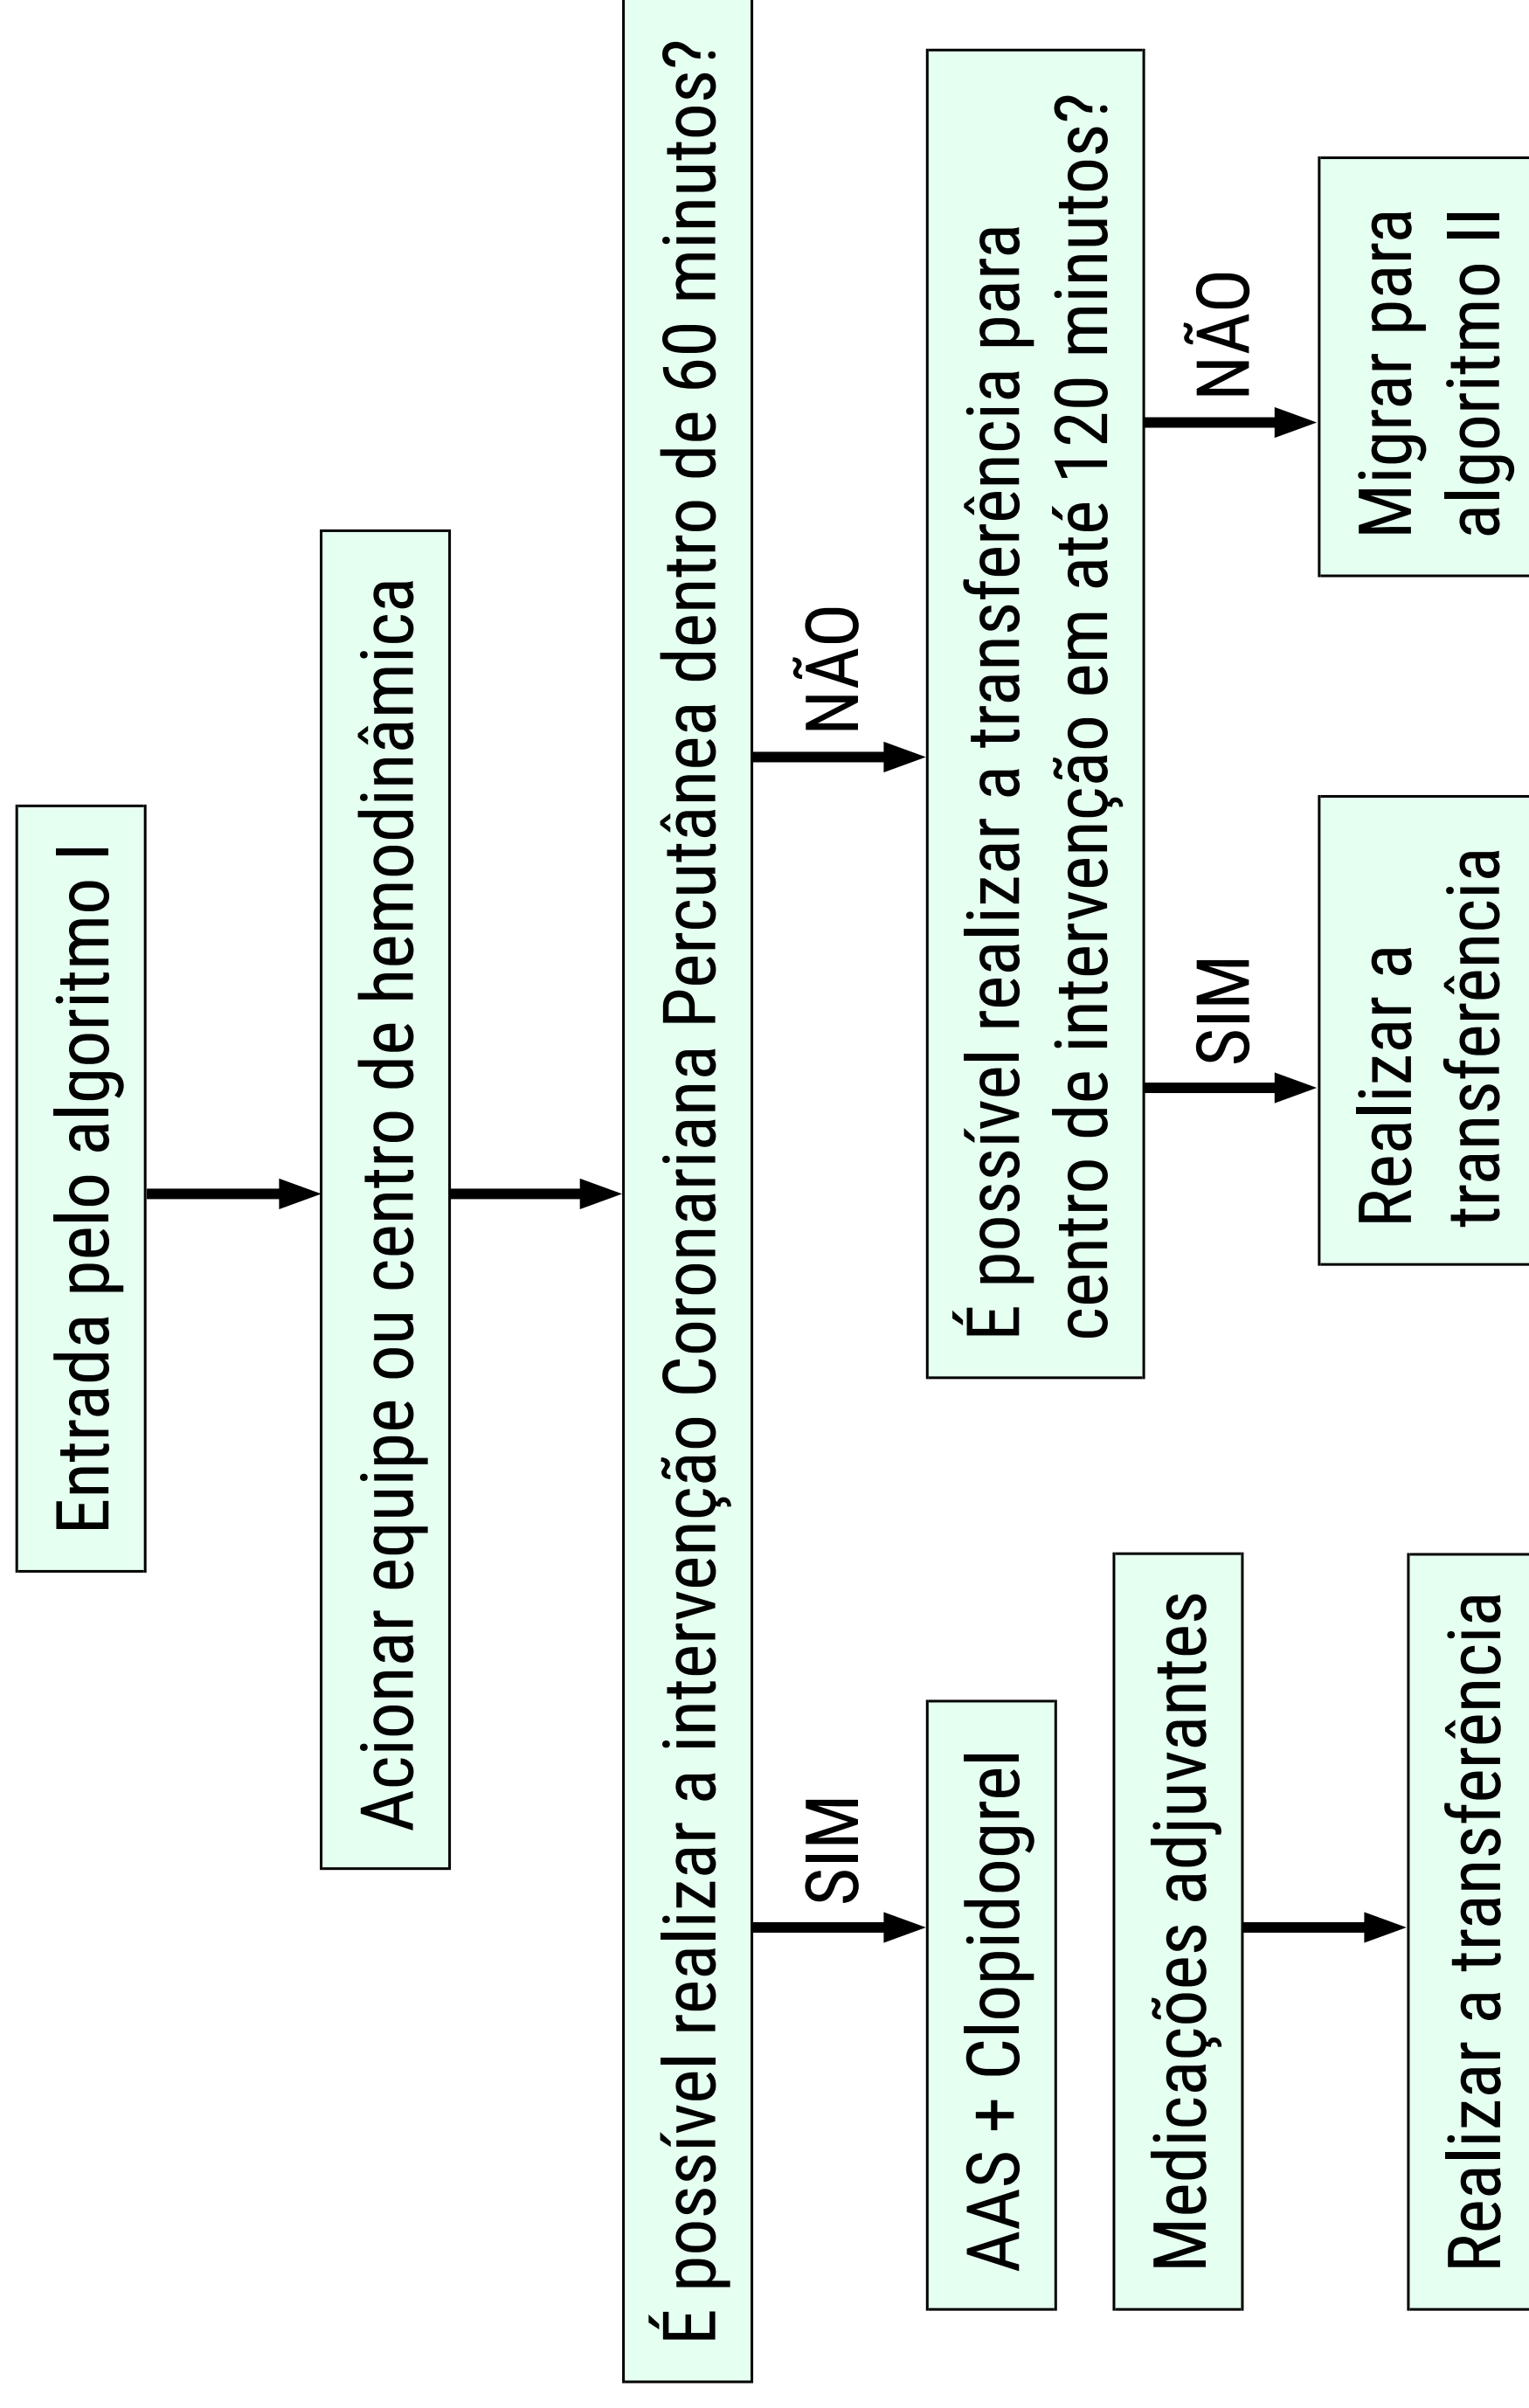 Entrada pelo algoritmo I
Acionar equipe ou centro de hemodinâmica
É possível realizar a intervenção Coronariana Percutânea dentro de 60 minutos?
SIM
NÃO
AAS + Clopidogrel
Medicações adjuvantes
Realizar a transferência
É possível realizar a transferência para
centro de intervenção em até 120 minutos?
SIM
NÃO
Realizar a
transferência
Migrar para
algoritmo II